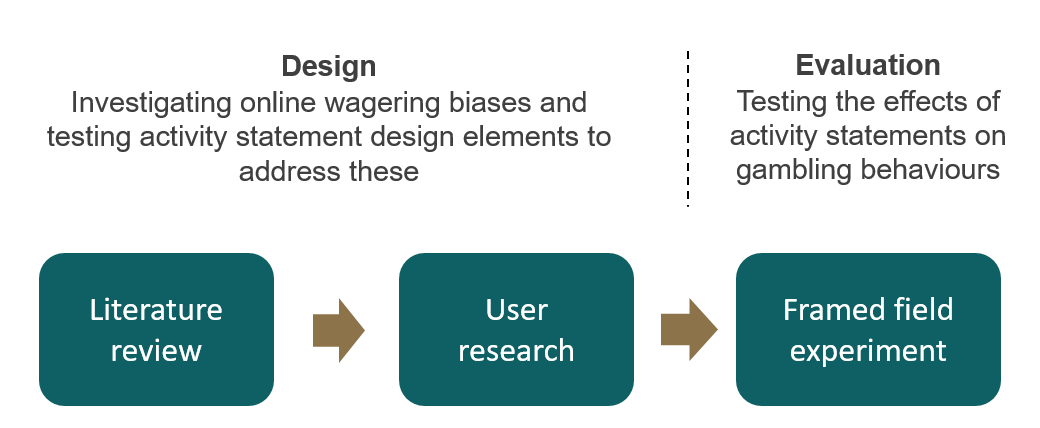 Design
Investigating online wagering biases and
testing activity statement design elements to
address these
Evaluation
Testing the effects of
activity statements on
gambling behaviours
Literature
review
User
research
Framed field
experiment